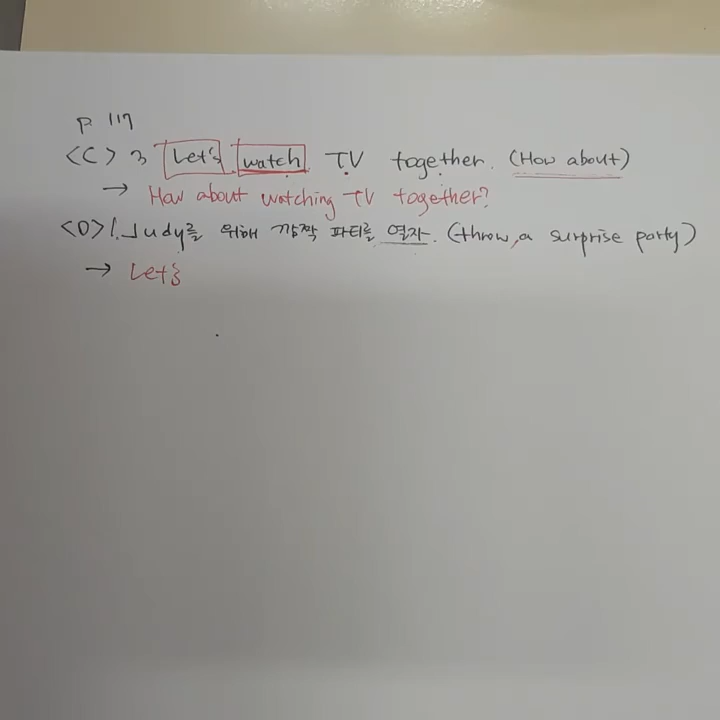 p. 117
<C> 3 Let's watch TV together. (How about)
→ How about watching TV together?
<D> 1. Judy를 위해 깜짝 파티를 열자. (throw, a surprise party)
→ Let's